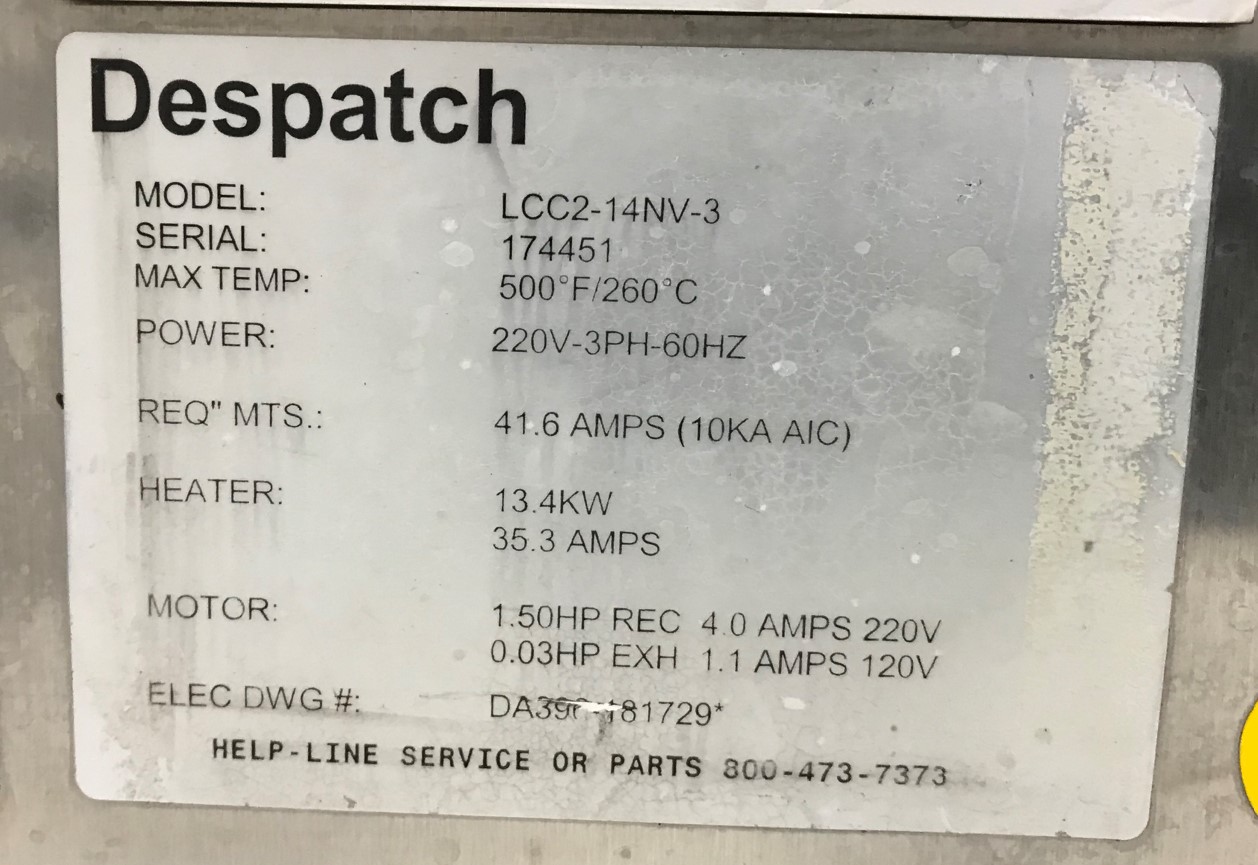 Despatch
MODEL: LCC2-14NV-3
SERIAL: 174451
MAX TEMP: 500°F/260°C
POWER: 220V-3PH-60HZ
REQ" MTS.: 41.6 AMPS (10KA AIC)
HEATER: 13.4KW
35.3 AMPS
MOTOR: 1.50HP REC 4.0 AMPS 220V
0.03HP EXH 1.1 AMPS 120V
ELEC DWG #:
HELP-LINE SERVICE OR PARTS 800-473-7373